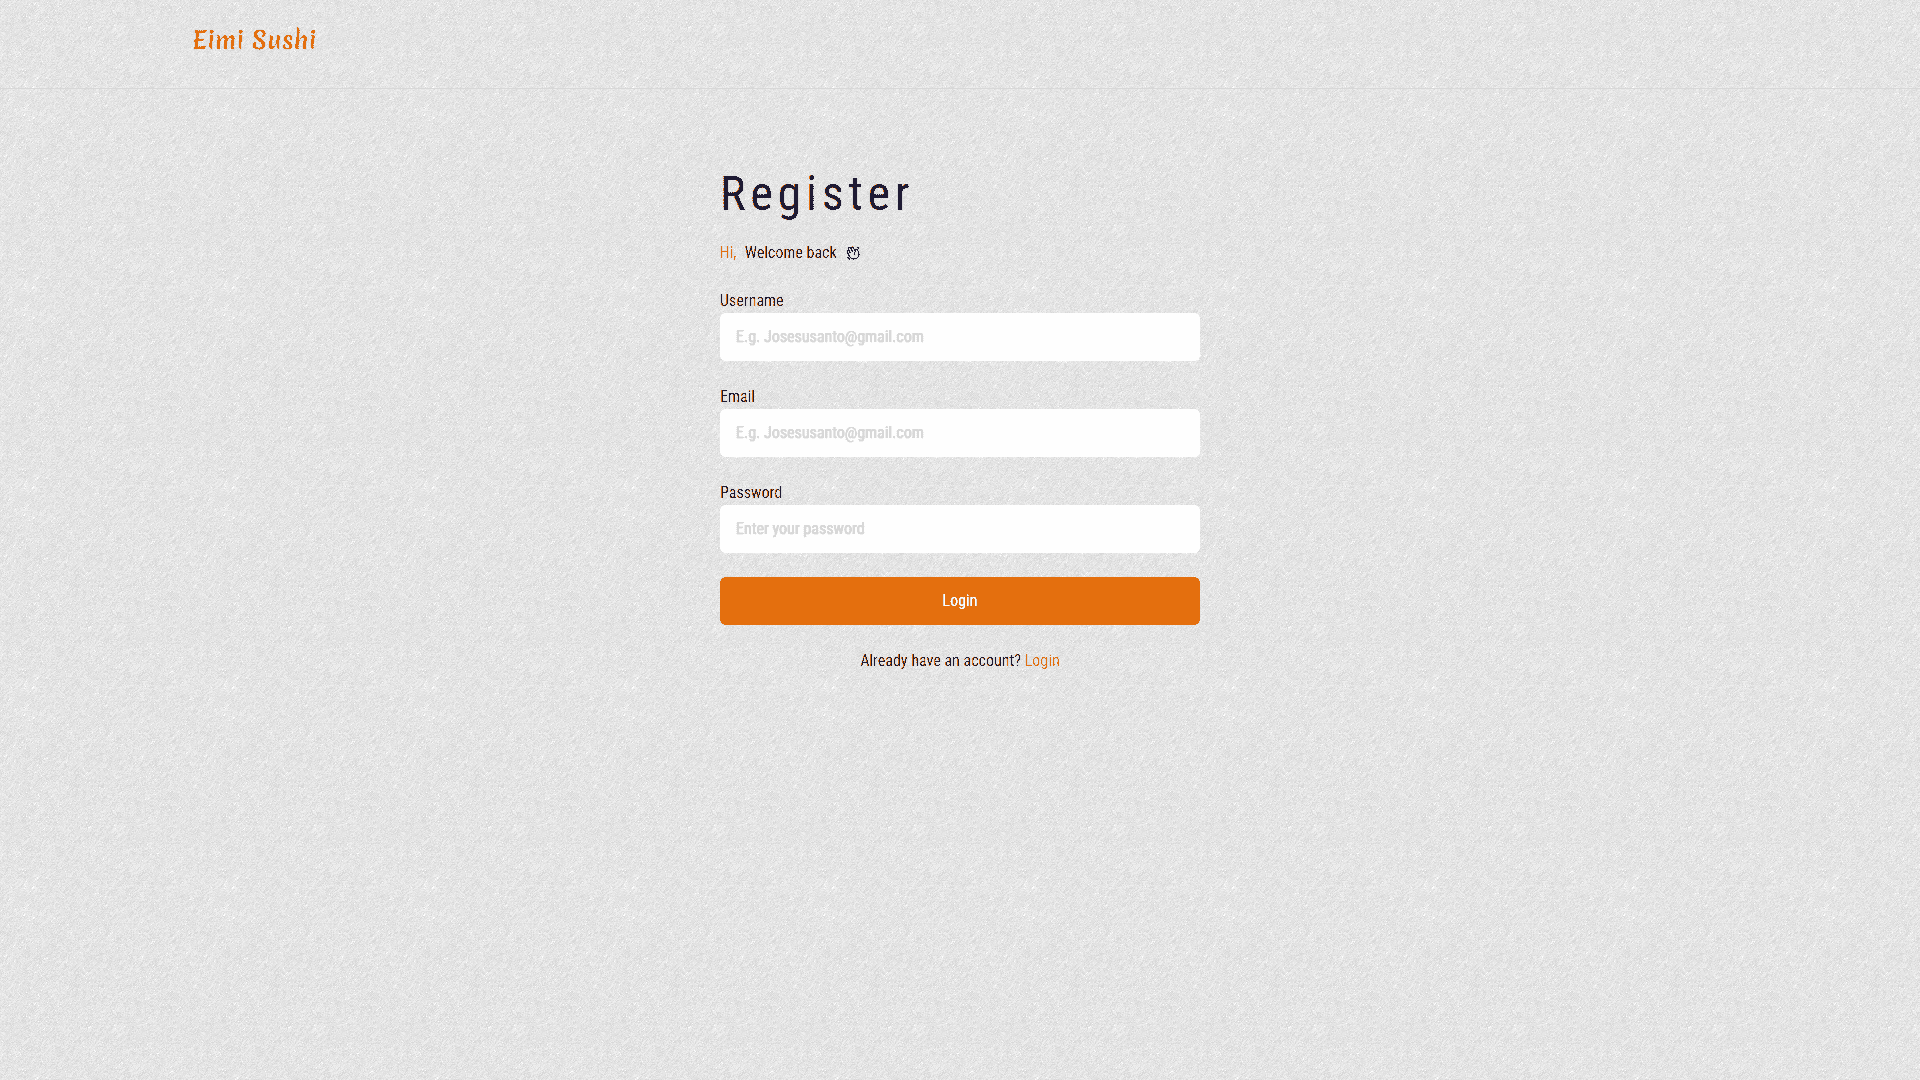 Eimi Sushi
Register
Hi, Welcome back
Username
E.g. Josesusanto@gmail.com
Email
E.g. Josesusanto@gmail.com
Password
Enter your password
Login
Already have an account? Login